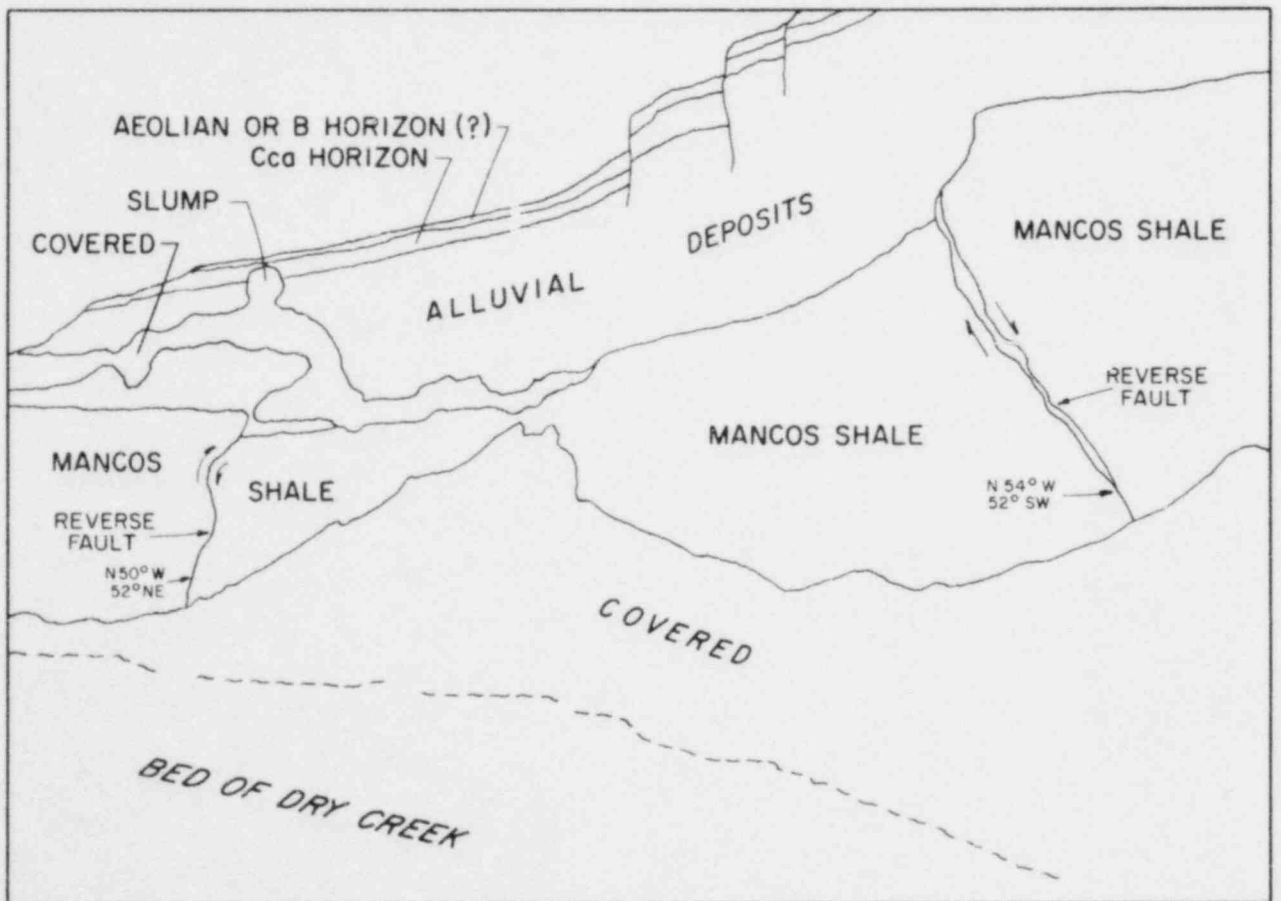 AEOLIAN OR B HORIZON (?)
Cca HORIZON
SLUMP
COVERED
DEPOSITS
ALLUVIAL
MANCOS SHALE
REVERSE
FAULT
MANCOS SHALE
MANCOS
SHALE
N 54° W
52° SW
REVERSE
FAULT
N 50° W
52° NE
COVERED
BED OF DRY CREEK